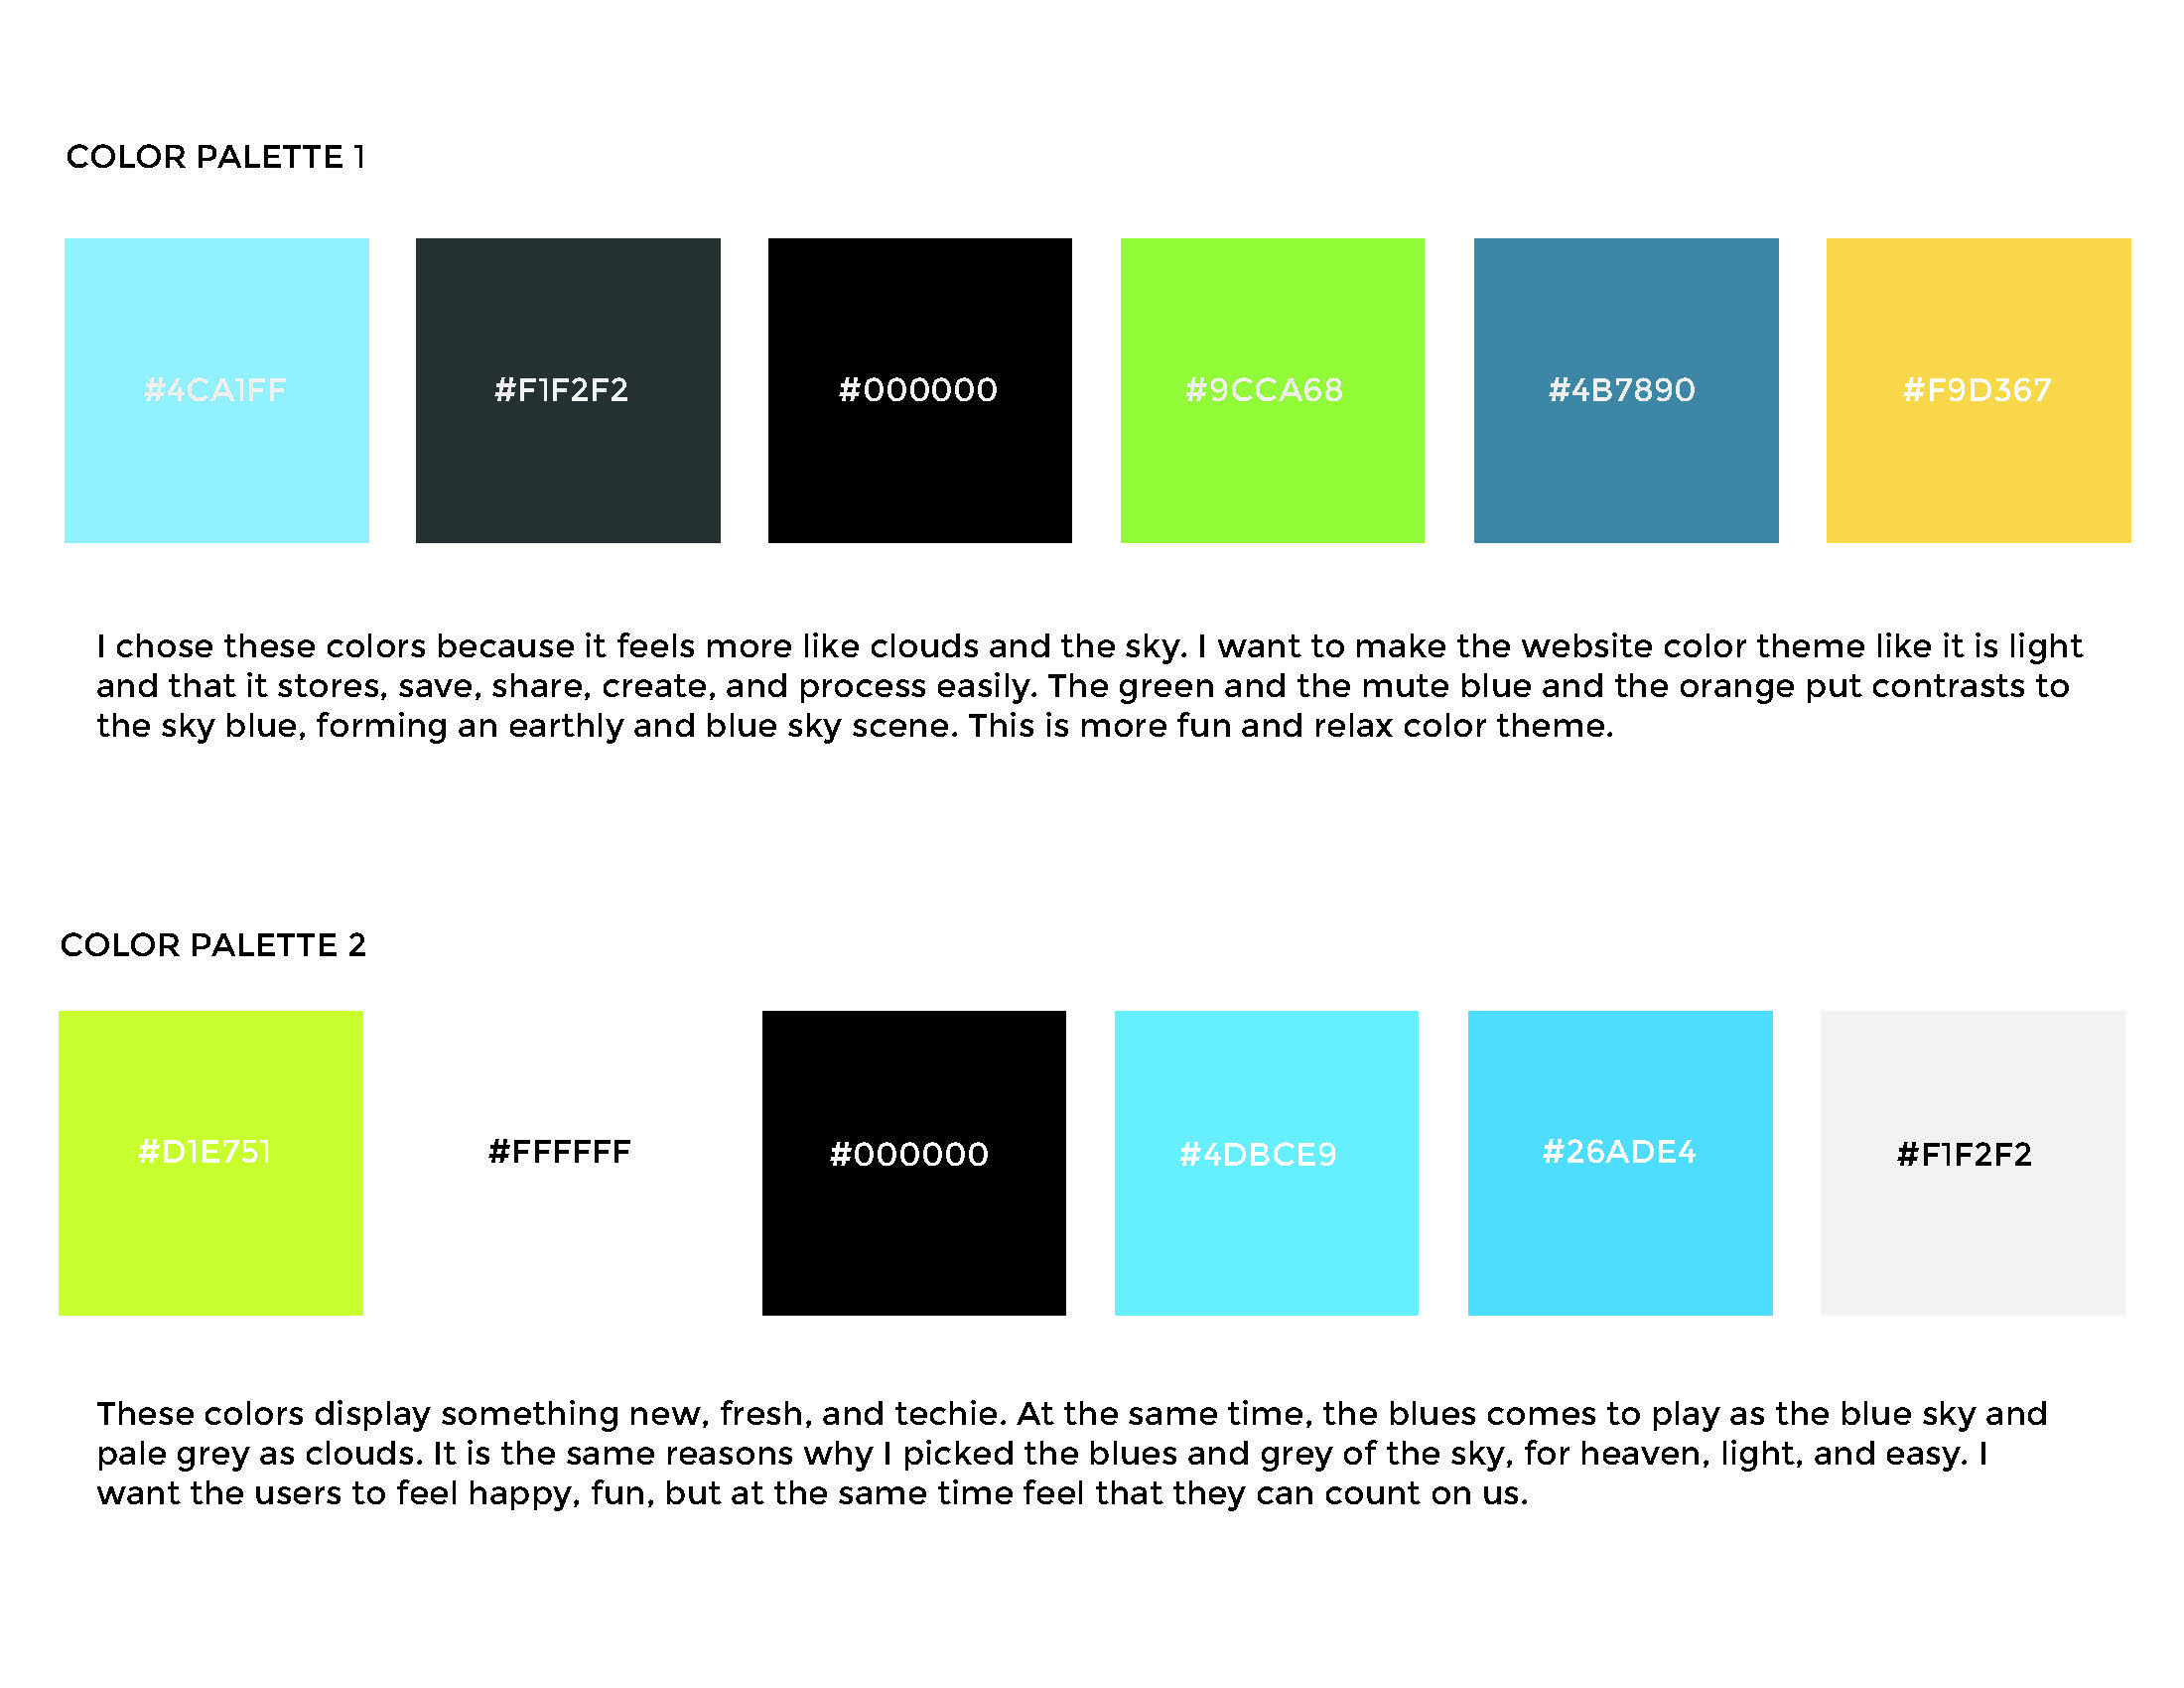 COLOR PALETTE 1
#4CA1FF
#F1F2F2
#000000
#9CCA68
#4B7890
#F9D367
I chose these colors because it feels more like clouds and the sky. I want to make the website color theme like it is light
and that it stores, save, share, create, and process easily. The green and the mute blue and the orange put contrasts to
the sky blue, forming an earthly and blue sky scene. This is more fun and relax color theme.
COLOR PALETTE 2
#D1E751
#FFFFFF
#000000
#4DBCE9
#26ADE4
#F1F2F2
These colors display something new, fresh, and techie. At the same time, the blues comes to play as the blue sky and
pale grey as clouds. It is the same reasons why I picked the blues and grey of the sky, for heaven, light, and easy. I
want the users to feel happy, fun, but at the same time feel that they can count on us.